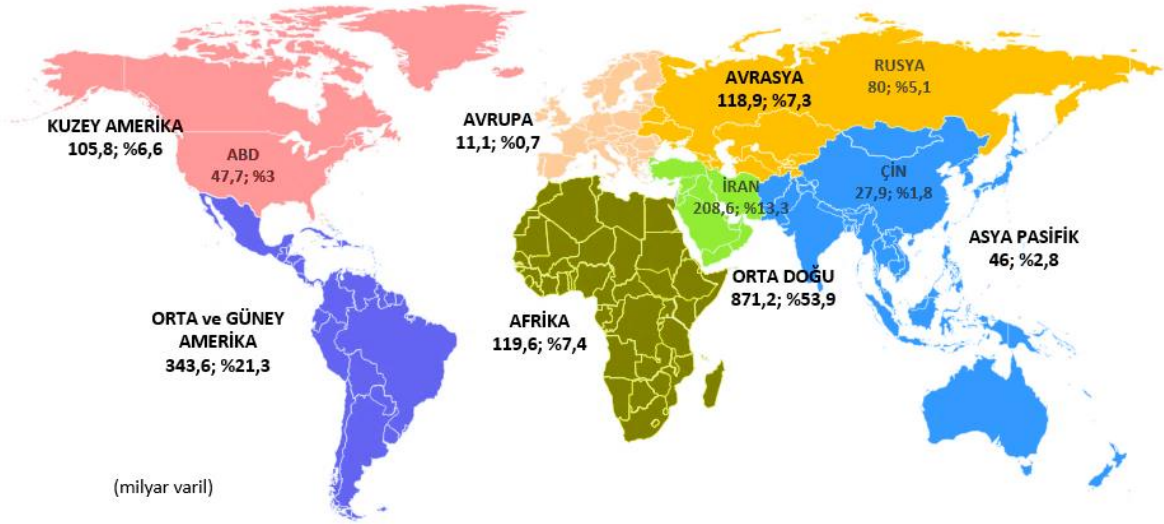 KUZEY AMERİKA
105,8; %6,6
ABD
47,7; %3
ORTA ve GÜNEY
AMERİKA
343,6; %21,3
(milyar varil)
AVRUPA
11,1; %0,7
AFRİKA
119,6; %7,4
AVRASYA
118,9; %7,3
RUSYA
80; %5,1
İRAN
208,6; %13,3
ÇİN
27,9; %1,8
ORTA DOĞU
871,2; %53,9
ASYA PASİFİK
46; %2,8